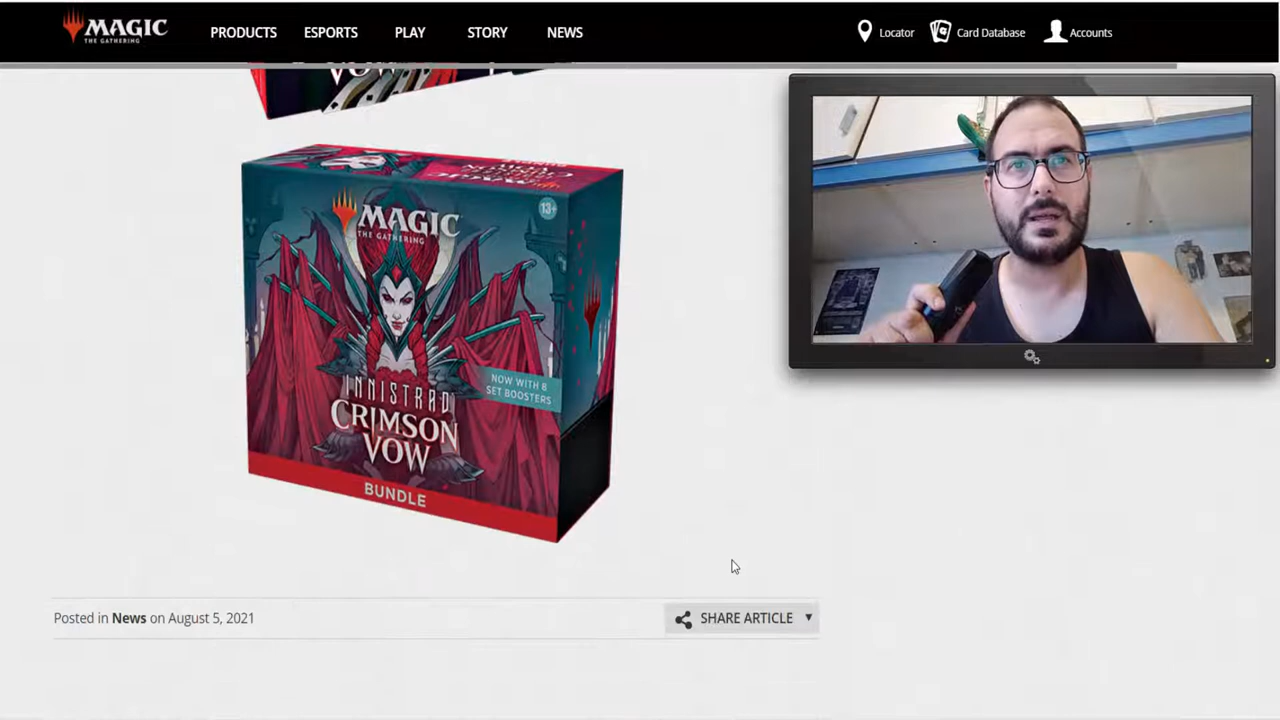 MAGIC
THE GATHERING
PRODUCTS
ESPORTS
PLAY
STORY
NEWS
Locator
Card Database
Accounts
VOW
MAGIC
THE GATHERING
13+
NOW WITH 8
SET BOOSTERS
INNISTRAD
CRIMSON
VOW
BUNDLE
Posted in News on August 5, 2021
SHARE ARTICLE